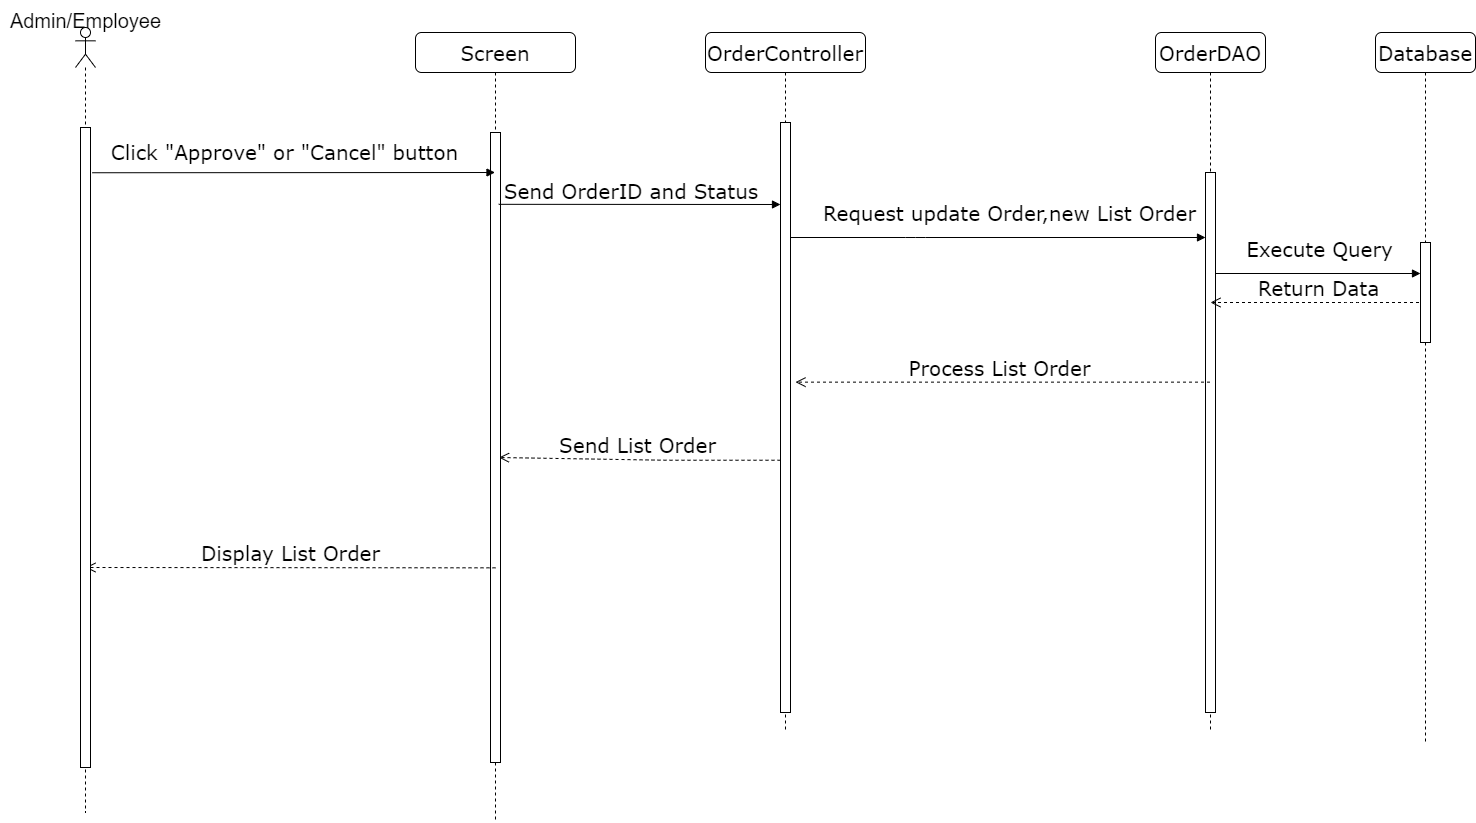 Admin/Employee
Screen
OrderController
OrderDAO
Database
Click "Approve" or "Cancel" button
Send OrderID and Status
Request update Order,new List Order
Execute Query
Return Data
Process List Order
Send List Order
Display List Order